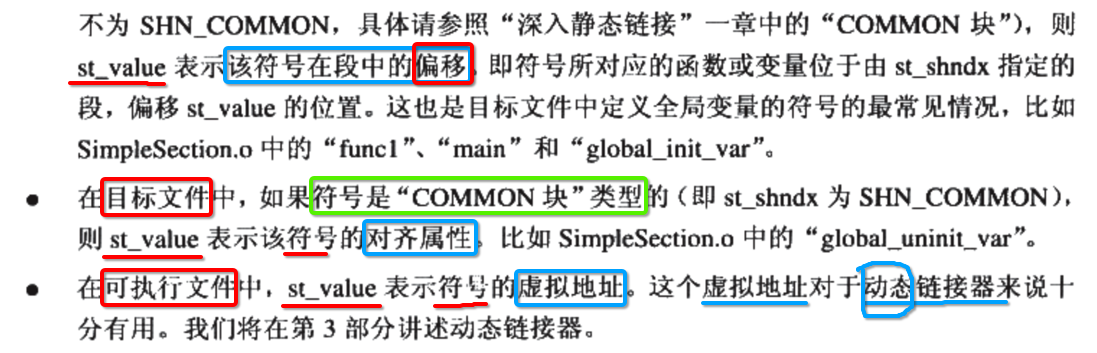 不为 SHN_COMMON，具体请参照“深入静态链接”一章中的“COMMON 块”），则
st_value 表示该符号在段中的偏移，即符号所对应的函数或变量位于由 st_shndx 指定的
段，偏移 st_value 的位置。这也是目标文件中定义全局变量的符号的最常见情况，比如
SimpleSection.o 中的“func1”、“main”和“global_init_var”。
● 在目标文件中，如果符号是“COMMON 块”类型的（即 st_shndx 为 SHN_COMMON），
则 st_value 表示该符号的对齐属性。比如 SimpleSection.o 中的“global_uninit_var”。
● 在可执行文件中，st_value 表示符号的虚拟地址。这个虚拟地址对于动态链接器来说十
分有用。我们将在第 3 部分讲述动态链接器。